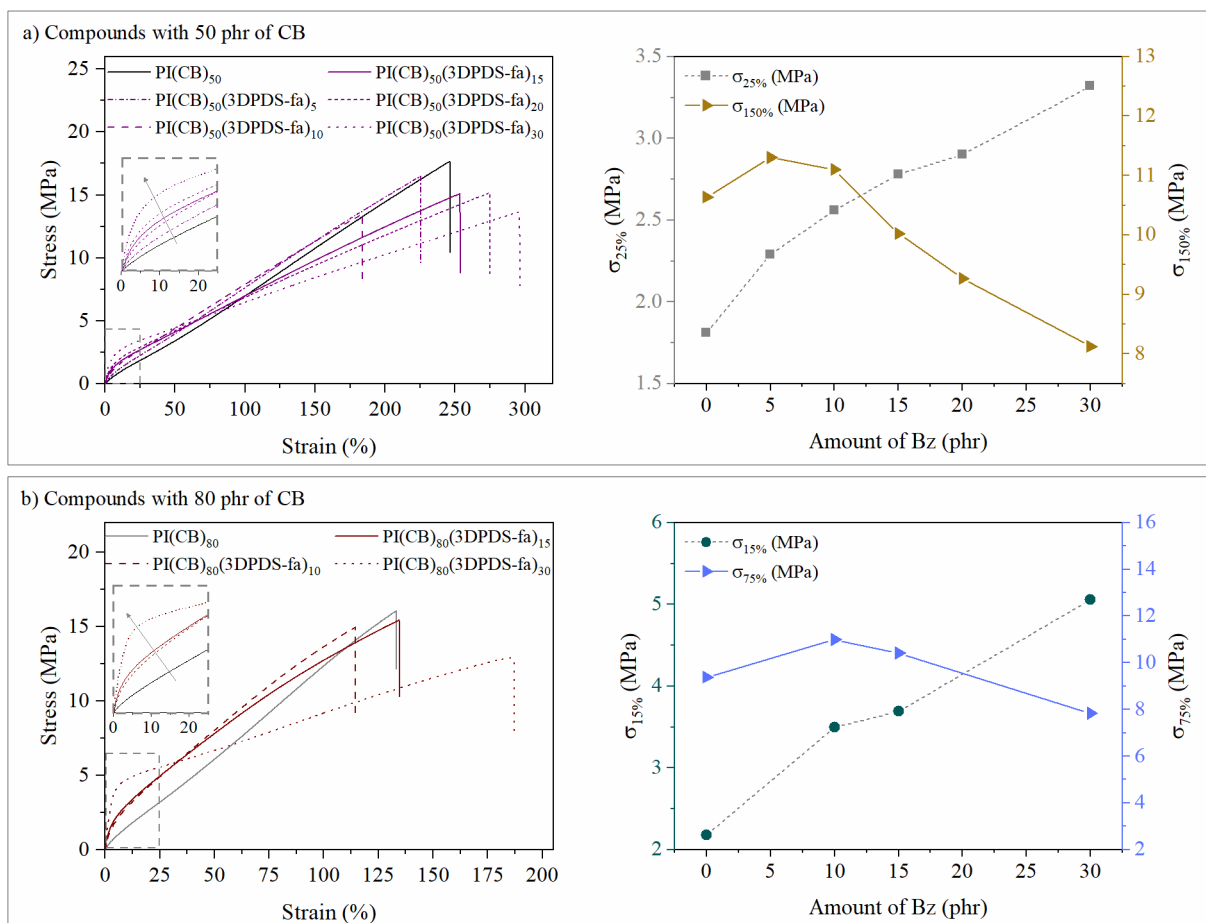 a) Compounds with 50 phr of CB
PI(CB)50
PI(CB)50(3DPDS-fa)15
PI(CB)50(3DPDS-fa)5
PI(CB)50(3DPDS-fa)20
PI(CB)50(3DPDS-fa)10
PI(CB)50(3DPDS-fa)30
Stress (MPa)
25
20
15
10
5
0
0 10 20
0 50 100 150 200 250 300
Strain (%)
σ25% (MPa)
σ150% (MPa)
σ25% (MPa)
3.5
3.0
2.5
2.0
1.5
13
12
11
10
9
8
σ150% (MPa)
0 5 10 15 20 25 30
Amount of Bz (phr)
b) Compounds with 80 phr of CB
PI(CB)80
PI(CB)80(3DPDS-fa)15
PI(CB)80(3DPDS-fa)10
PI(CB)80(3DPDS-fa)30
Stress (MPa)
20
15
10
5
0
0 10 20
0 25 50 75 100 125 150 175 200
Strain (%)
σ15% (MPa)
σ75% (MPa)
σ15% (MPa)
6
5
4
3
2
16
14
12
10
8
6
4
2
σ75% (MPa)
0 5 10 15 20 25 30
Amount of Bz (phr)